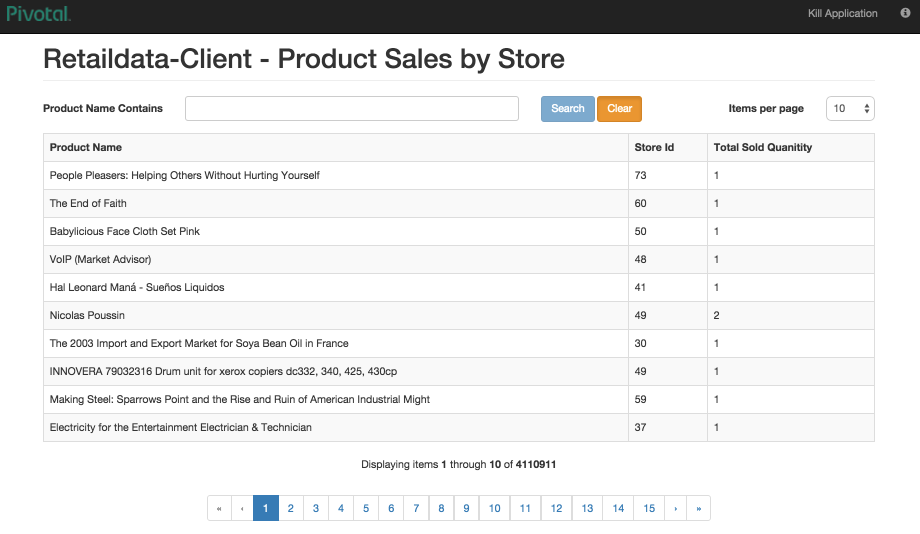 Pivotal.
Kill Application
Retaildata-Client - Product Sales by Store
Product Name Contains Search Clear Items per page 10
Product Name Store Id Total Sold Quanitity
People Pleasers: Helping Others Without Hurting Yourself 73 1
The End of Faith 60 1
Babylicious Face Cloth Set Pink 50 1
VoIP (Market Advisor) 48 1
Hal Leonard Maná - Sueños Liquidos 41 1
Nicolas Poussin 49 2
The 2003 Import and Export Market for Soya Bean Oil in France 30 1
INNOVERA 79032316 Drum unit for xerox copiers dc332, 340, 425, 430cp 49 1
Making Steel: Sparrows Point and the Rise and Ruin of American Industrial Might 59 1
Electricity for the Entertainment Electrician & Technician 37 1
Displaying items 1 through 10 of 4110911
« ‹ 1 2 3 4 5 6 7 8 9 10 11 12 13 14 15 › »